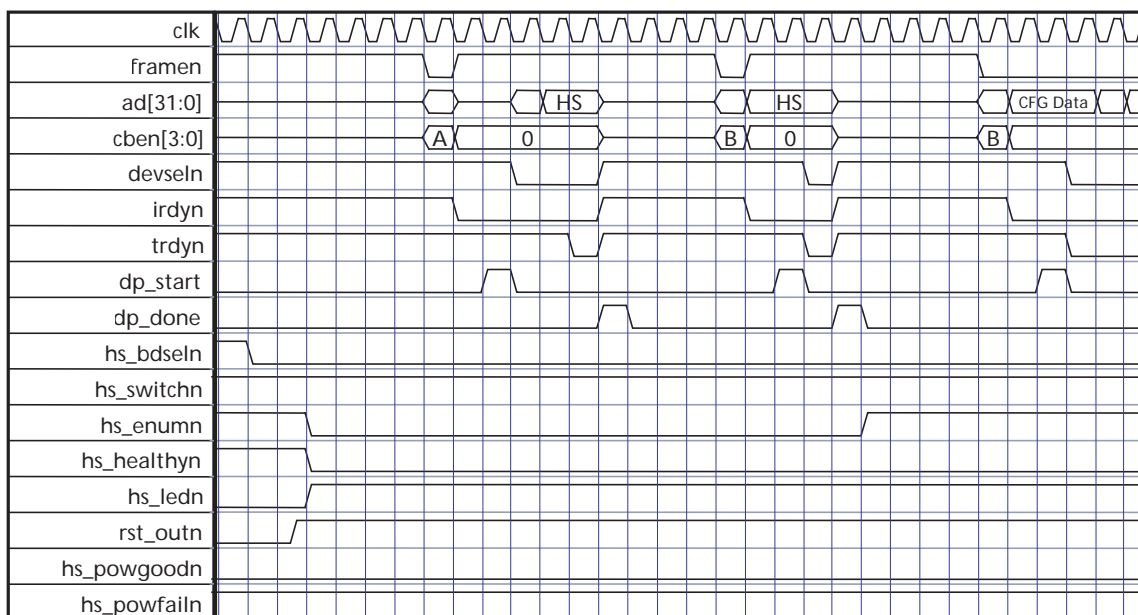 clk
framen
ad[31:0] HS HS CFG Data
cben[3:0] A 0 B 0 B
devseln
irdyn
trdyn
dp_start
dp_done
hs_bdseln
hs_switchn
hs_enumn
hs_healthyn
hs_ledn
rst_outn
hs_powgoodn
hs_powfailn